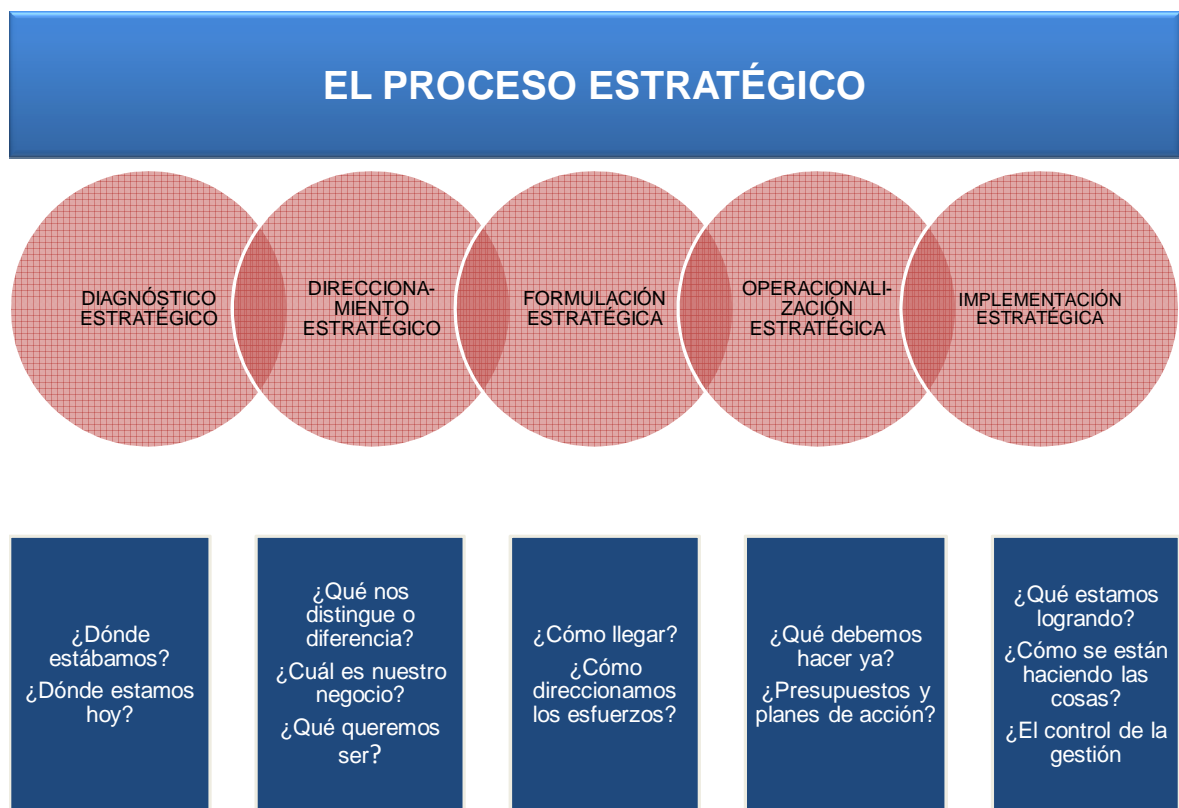 EL PROCESO ESTRATÉGICO
DIAGNÓSTICO
ESTRATÉGICO
DIRECCIONA-
MIENTO
ESTRATÉGICO
FORMULACIÓN
ESTRATÉGICA
OPERACIONALI-
ZACIÓN
ESTRATÉGICA
IMPLEMENTACIÓN
ESTRATÉGICA
¿Dónde
estábamos?
¿Dónde estamos
hoy?
¿Qué nos
distingue o
diferencia?
¿Cuál es nuestro
negocio?
¿Qué queremos
ser?
¿Cómo llegar?
¿Cómo
direccionamos
los esfuerzos?
¿Qué debemos
hacer ya?
¿Presupuestos y
planes de acción?
¿Qué estamos
logrando?
¿Cómo se están
haciendo las
cosas?
¿El control de la
gestión